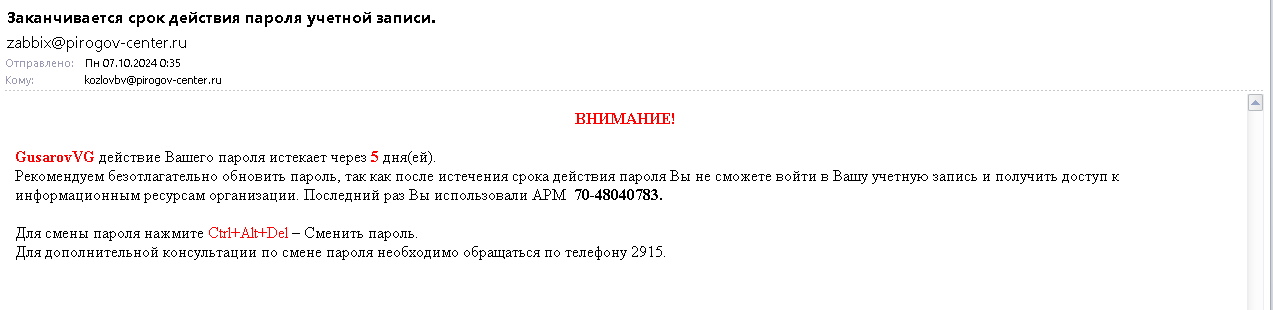 Заканчивается срок действия пароля учетной записи.
zabbix@pirogov-center.ru
Отправлено: Пн 07.10.2024 0:35
Кому: kozlovbv@pirogov-center.ru
ВНИМАНИЕ!
GusarovVG действие Вашего пароля истекает через 5 дня(ей).
Рекомендуем безотлагательно обновить пароль, так как после истечения срока действия пароля Вы не сможете войти в Вашу учетную запись и получить доступ к
информационным ресурсам организации. Последний раз Вы использовали АРМ 70-48040783.
Для смены пароля нажмите Ctrl+Alt+Del – Сменить пароль.
Для дополнительной консультации по смене пароля необходимо обращаться по телефону 2915.